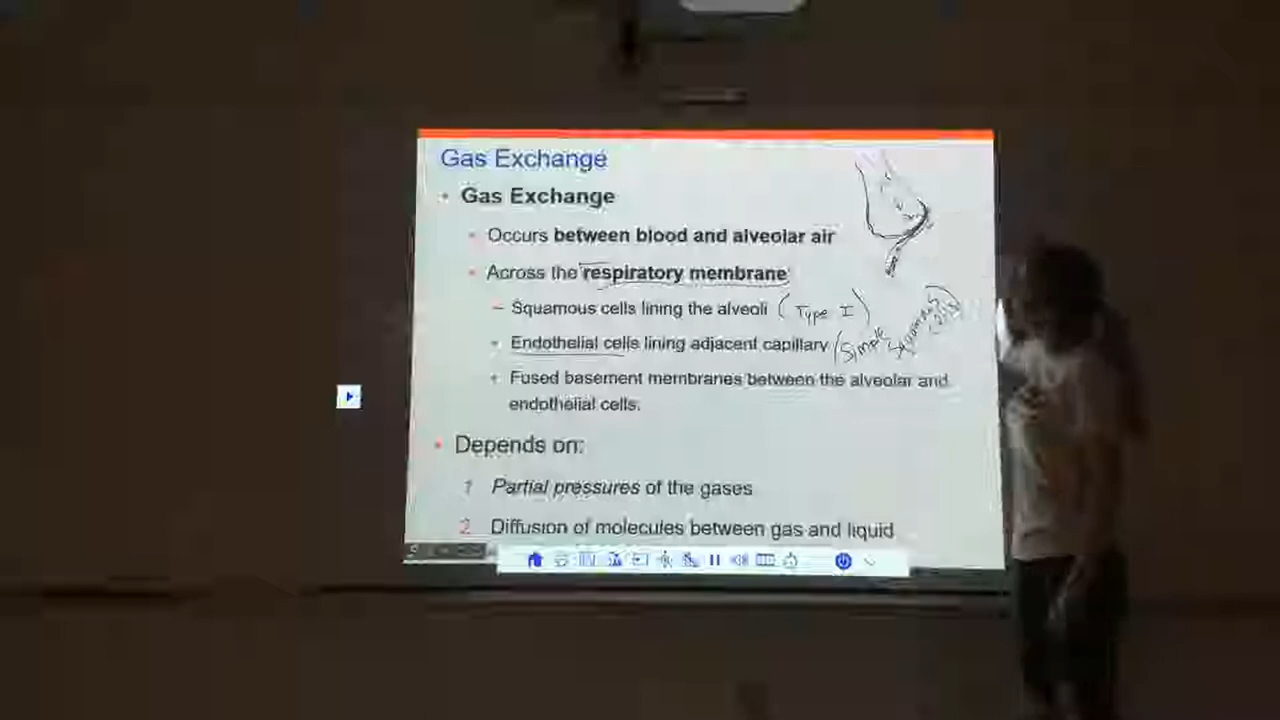 Gas Exchange
• Gas Exchange
• Occurs between blood and alveolar air
• Across the respiratory membrane
– Squamous cells lining the alveoli (Type I)
• Endothelial cells lining adjacent capillary (Simple Squamous cells)
• Fused basement membranes between the alveolar and
endothelial cells.
• Depends on:
1 Partial pressures of the gases
2 Diffusion of molecules between gas and liquid